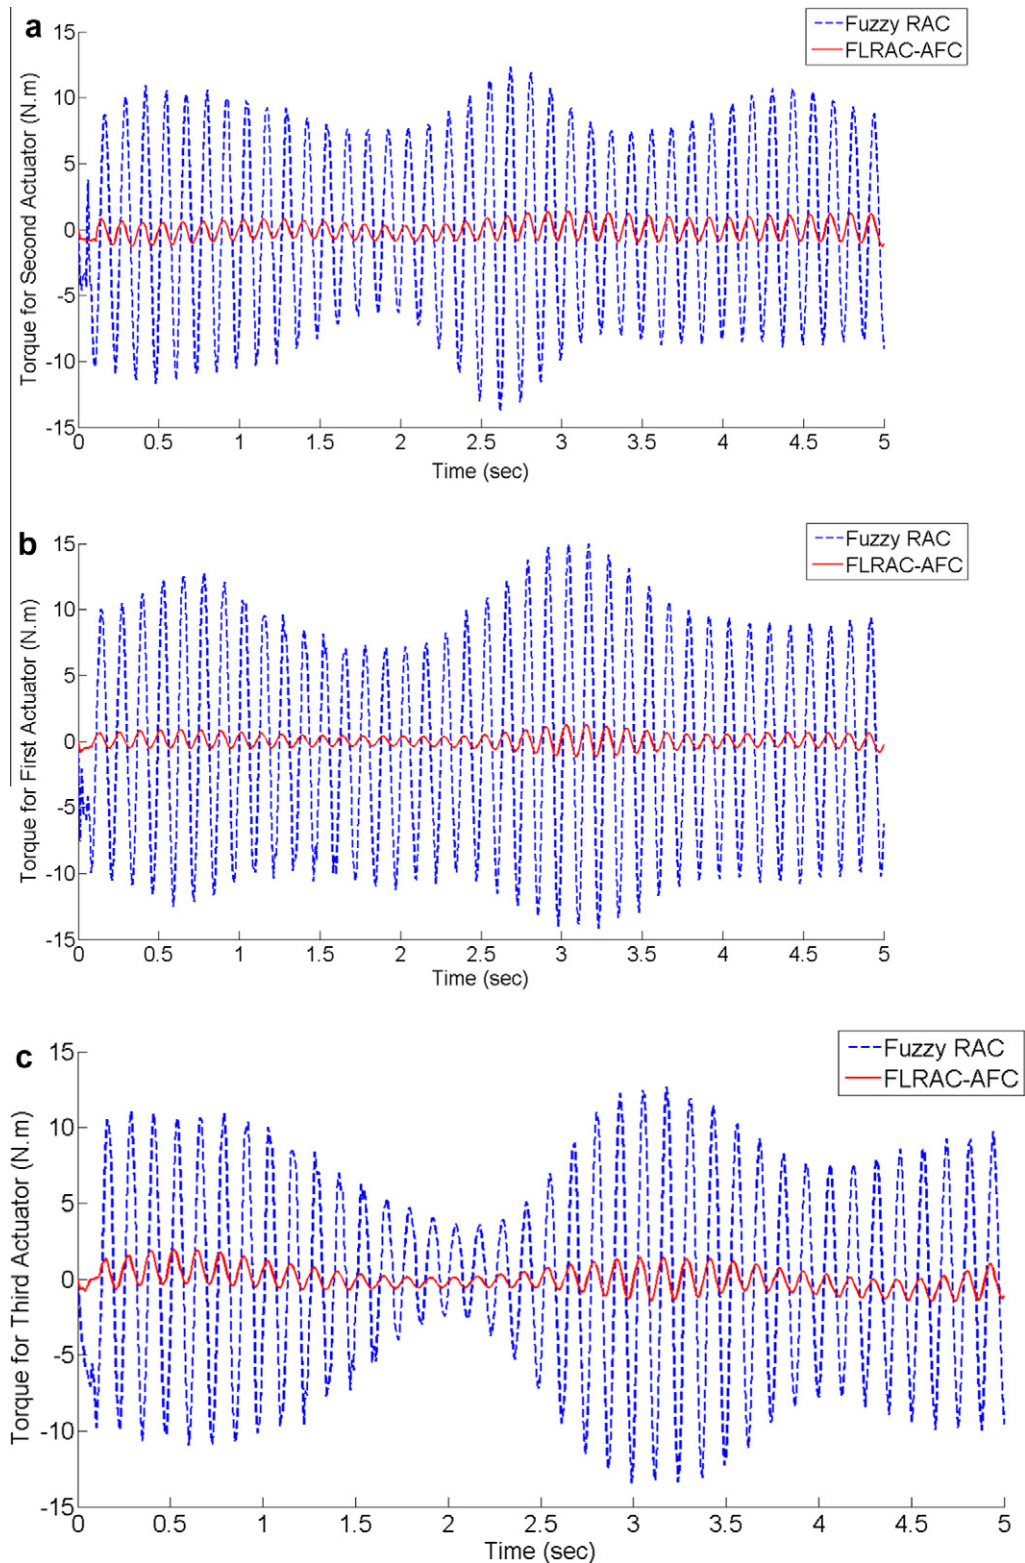 a
Fuzzy RAC
FLRAC-AFC
Torque for Second Actuator (N.m)
15
10
5
0
-5
-10
-15
0 0.5 1 1.5 2 2.5 3 3.5 4 4.5 5
Time (sec)
b
Fuzzy RAC
FLRAC-AFC
Torque for First Actuator (N.m)
15
10
5
0
-5
-10
-15
0 0.5 1 1.5 2 2.5 3 3.5 4 4.5 5
Time (sec)
c
Fuzzy RAC
FLRAC-AFC
Torque for Third Actuator (N.m)
15
10
5
0
-5
-10
-15
0 0.5 1 1.5 2 2.5 3 3.5 4 4.5 5
Time (sec)